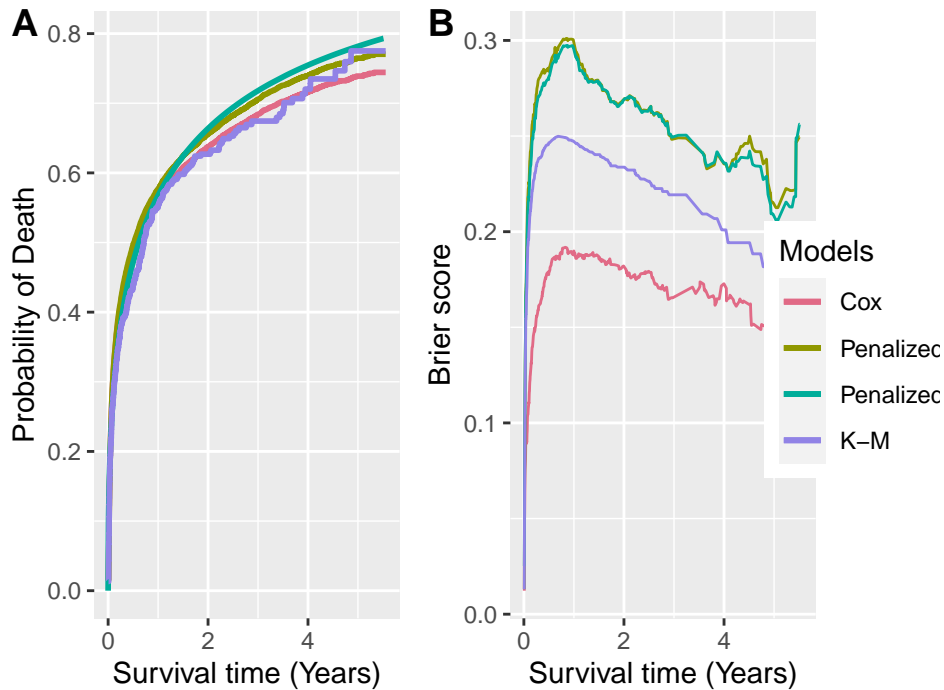 A
0.8
0.6
0.4
0.2
0.0
Probability of Death
0
2
4
Survival time (Years)
B
0.3
0.2
0.1
0.0
Brier score
0
2
4
Survival time (Years)
Models
Cox
Penalized
Penalized
K−M